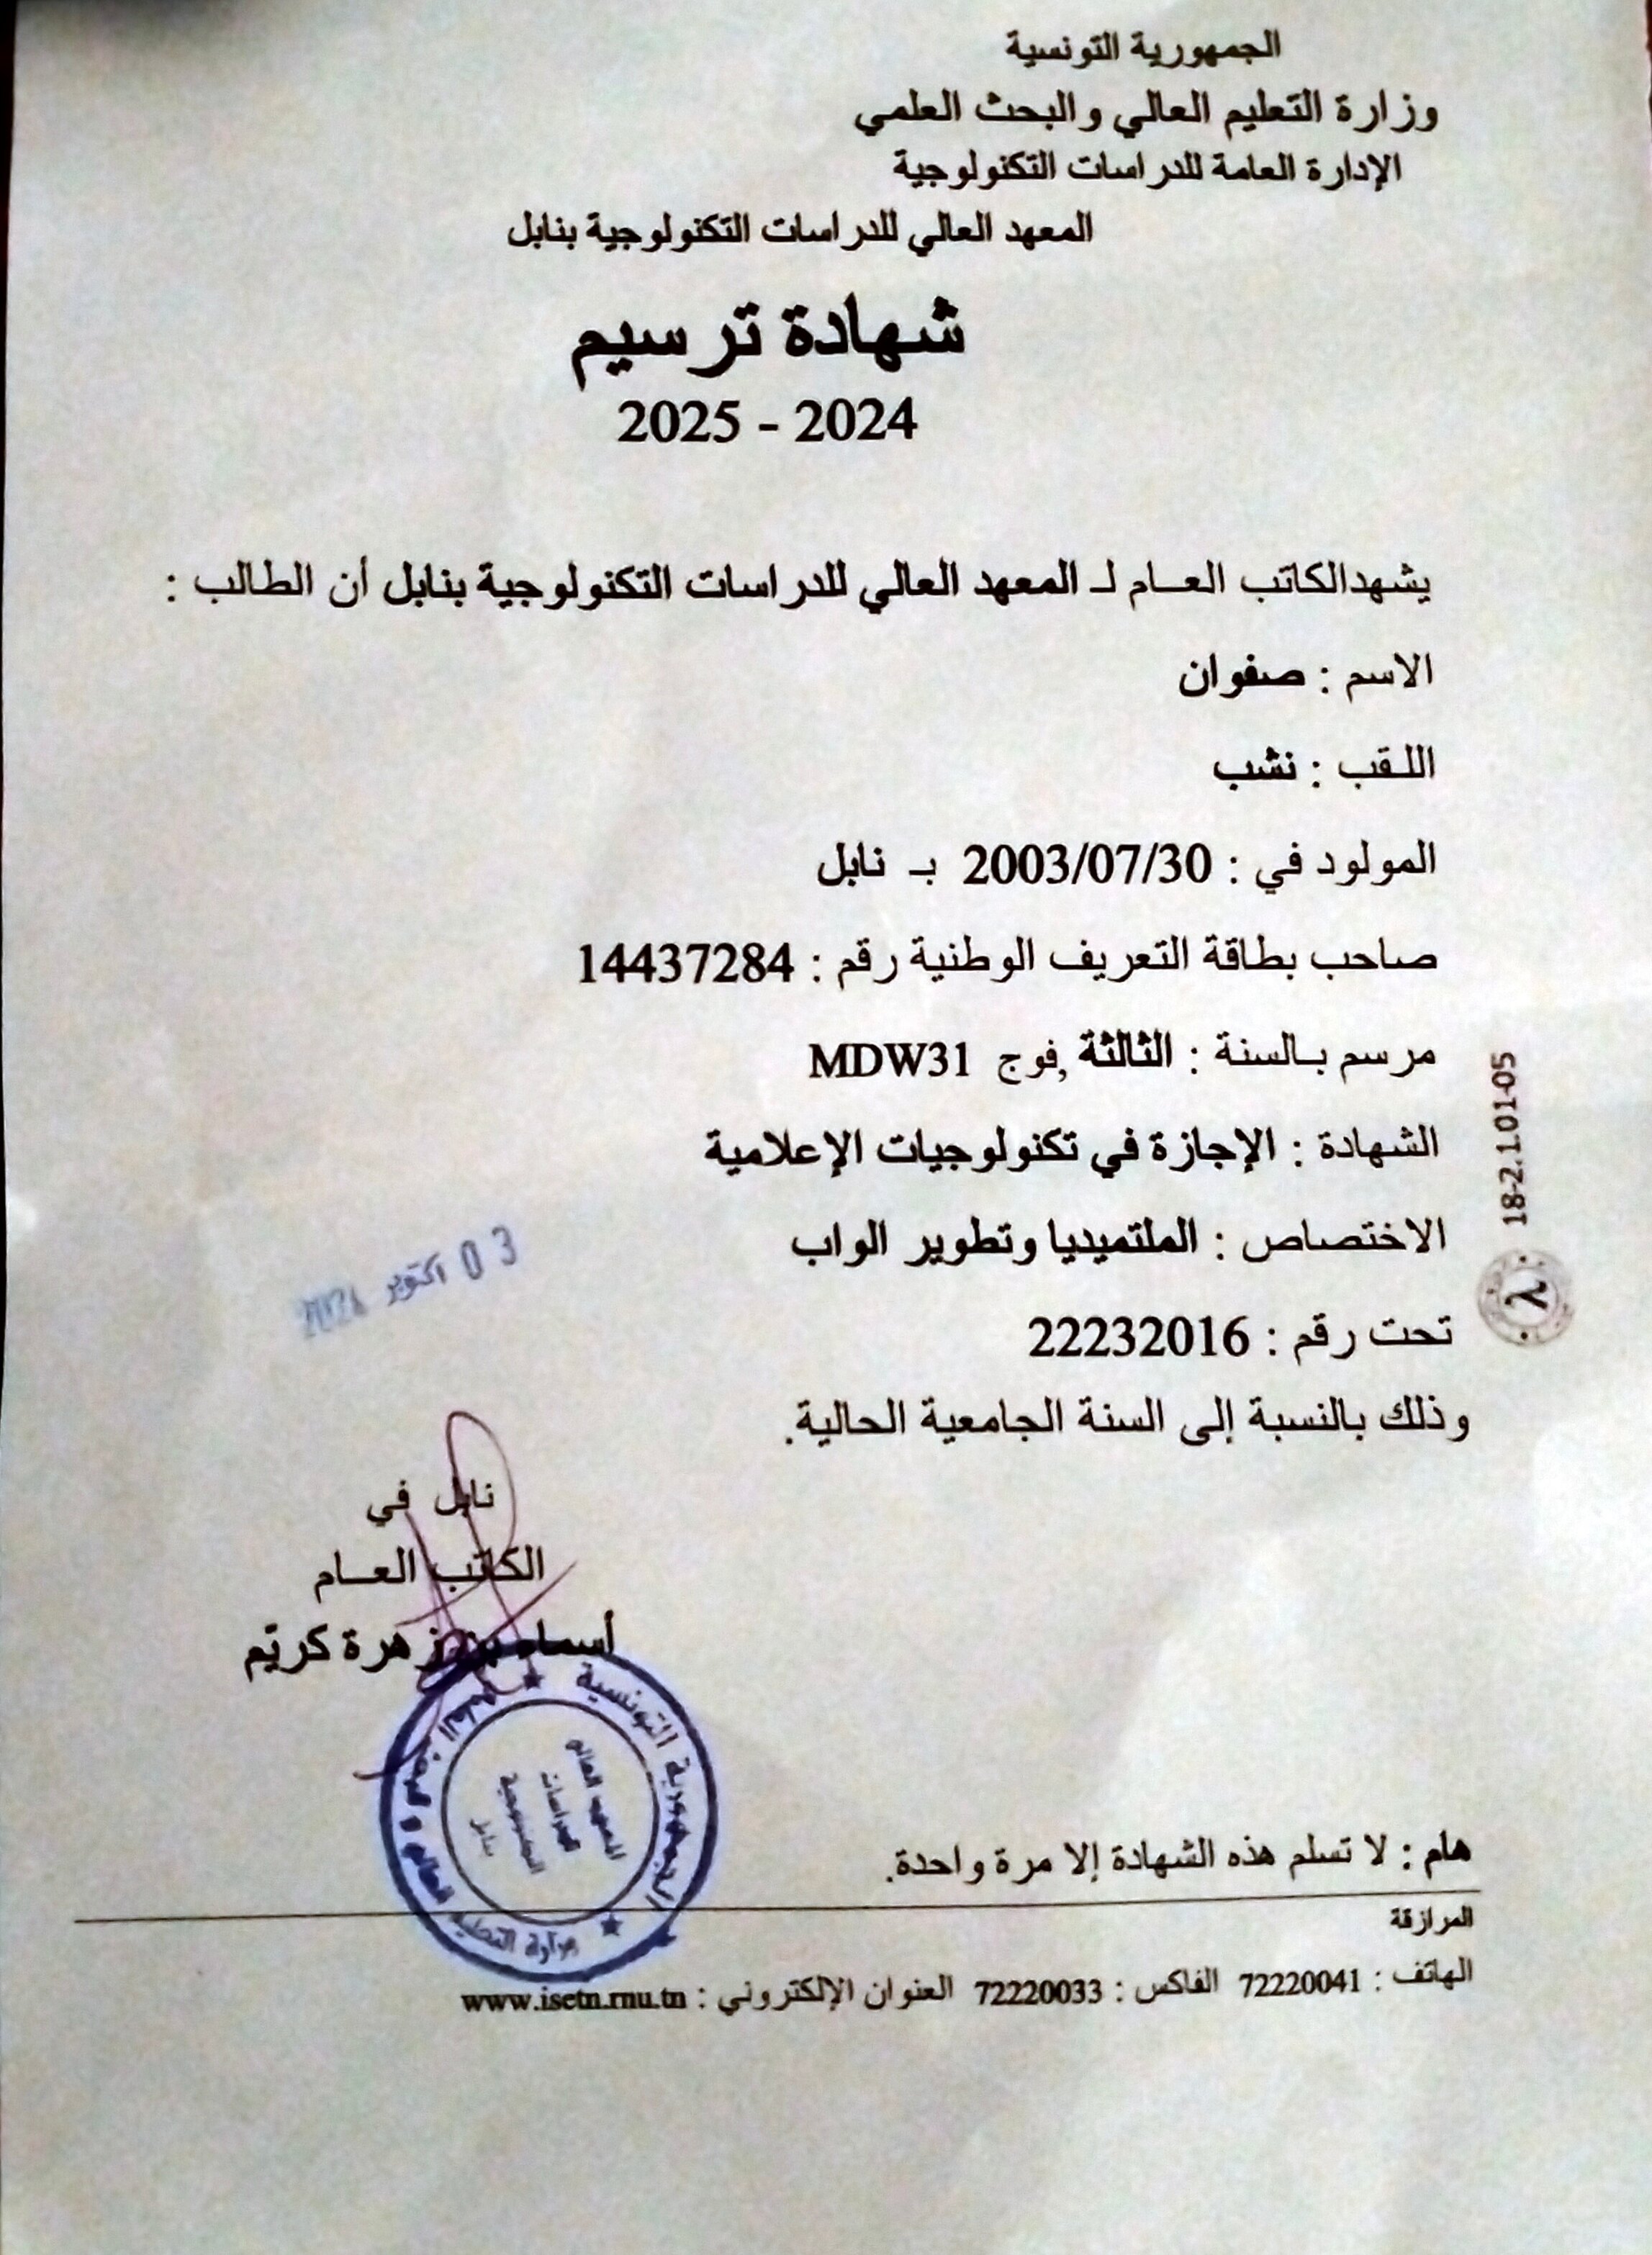 الجمهورية التونسية
وزارة التعليم العالي والبحث العلمي
الإدارة العامة للدراسات التكنولوجية
المعهد العالي للدراسات التكنولوجية بنابل
شهادة ترسيم
2024 - 2025
يشهدالكاتب العـام لـ المعهد العالي للدراسات التكنولوجية بنابل أن الطالب :
الاسم : صفوان
اللـقب : نشب
المولود في : 2003/07/30 بـ نابل
صاحب بطاقة التعريف الوطنية رقم : 14437284
مرسم بـالسنة : الثالثة ,فوج MDW31
الشهادة : الإجازة في تكنولوجيات الإعلامية
الاختصاص : الملتميديا وتطوير الواب
تحت رقم : 22232016
وذلك بالنسبة إلى السنة الجامعية الحالية.
18-2.1.01-05
03 اكتوبر 2024
نابل في
الكاتب العـام
أسماء بن زهرة كريّم
الجمهورية التونسية
وزارة التعليم العالي والبحث العلمي
المعهد العالي
للدراسات
التكنولوجية
بنابل
هام : لا تسلم هذه الشهادة إلا مرة واحدة.
المرازقة
الهاتف : 72220041 الفاكس : 72220033 العنوان الإلكتروني : www.isetn.rnu.tn